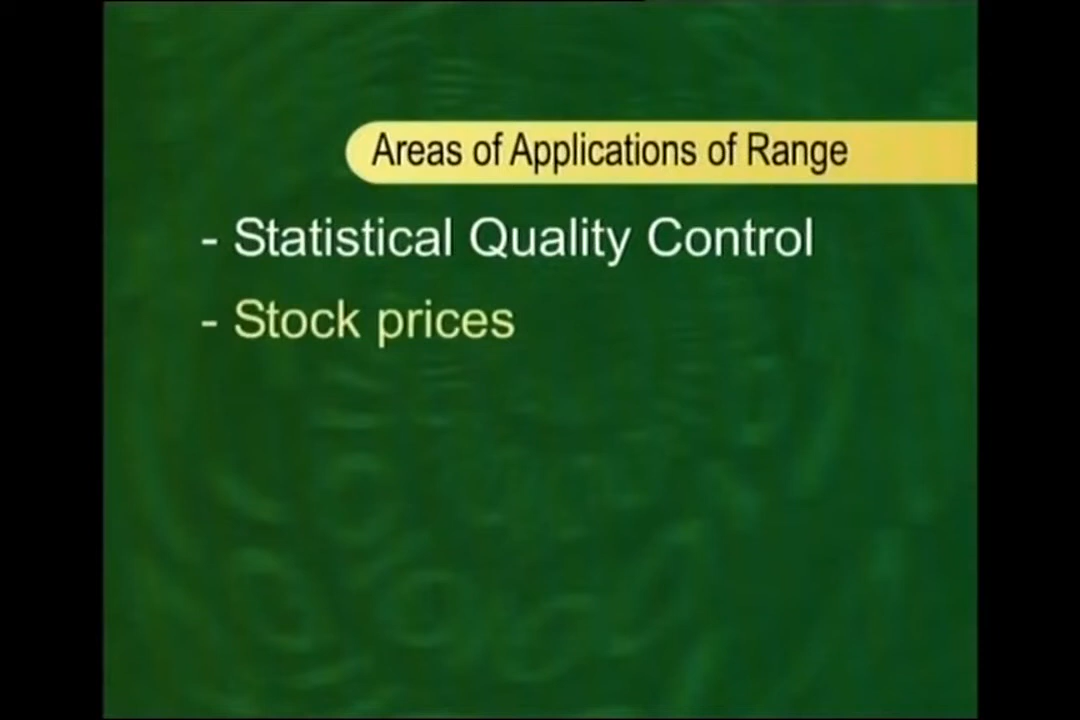 Areas of Applications of Range
- Statistical Quality Control
- Stock prices